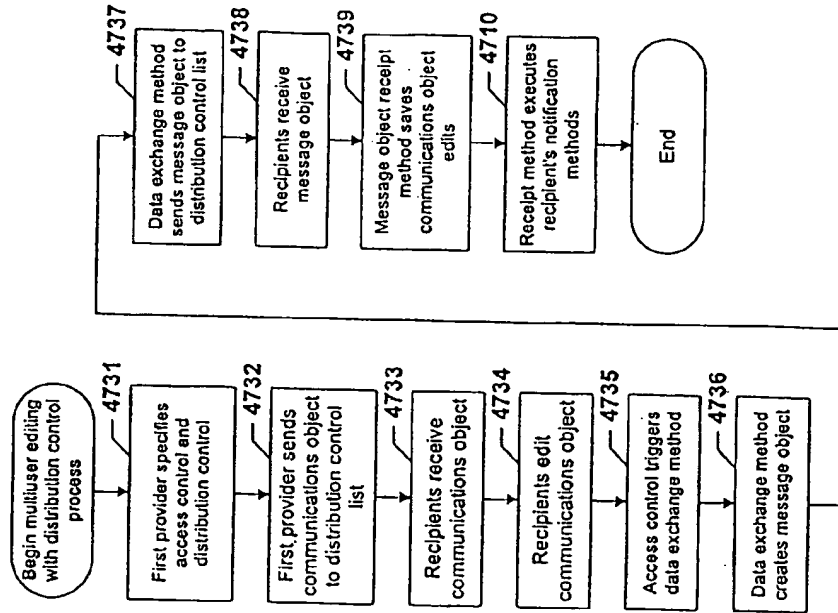 Begin multiuser editing
with distribution control
process
4731
First provider specifies
access control and
distribution control
4732
First provider sends
communications object
to distribution control
list
4733
Recipients receive
communications object
4734
Recipients edit
communications object
4735
Access control triggers
data exchange method
4736
Data exchange method
creates message object
4737
Data exchange method
sends message object to
distribution control list
4738
Recipients receive
message object
4739
Message object receipt
method saves
communications object
edits
4710
Receipt method executes
recipient's notification
methods
End